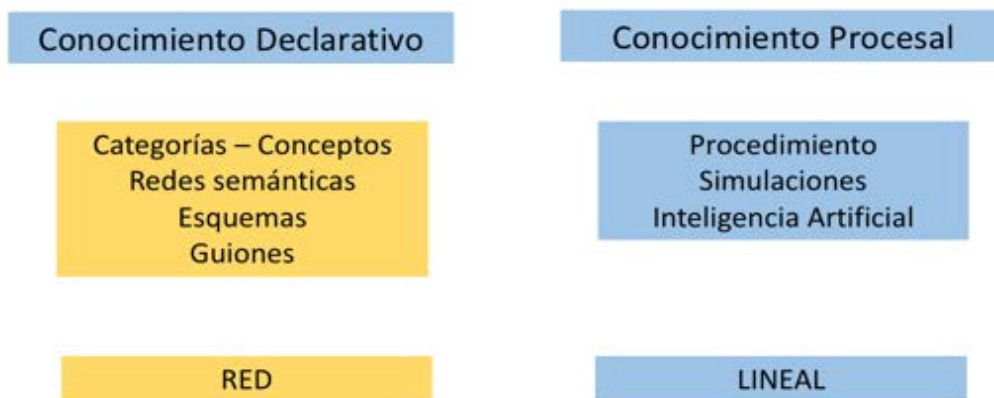 Conocimiento Declarativo
Conocimiento Procesal
Categorías – Conceptos
Redes semánticas
Esquemas
Guiones
Procedimiento
Simulaciones
Inteligencia Artificial
RED
LINEAL